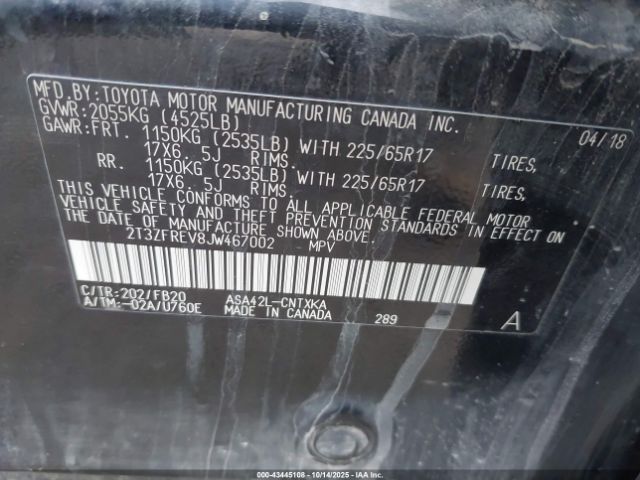 MFD.BY:TOYOTA MOTOR MANUFACTURING CANADA INC.
GVWR:2055KG (4525LB) 04/18
GAWR:FRT. 1150KG (2535LB) WITH 225/65R17 TIRES,
17X6. 5J RIMS.
RR. 1150KG (2535LB) WITH 225/65R17 TIRES,
17X6. 5J RIMS.
THIS VEHICLE CONFORMS TO ALL APPLICABLE FEDERAL MOTOR
VEHICLE SAFETY AND THEFT PREVENTION STANDARDS IN EFFECT ON
THE DATE OF MANUFACTURE SHOWN ABOVE.
2T3ZFREV8JW467002 MPV
C/TR:202/FB20 ASA42L-CNTXKA
A/TM:-02A/U760E MADE IN CANADA 289 A
000-43445108 - 10/14/2025 - IAAI.com